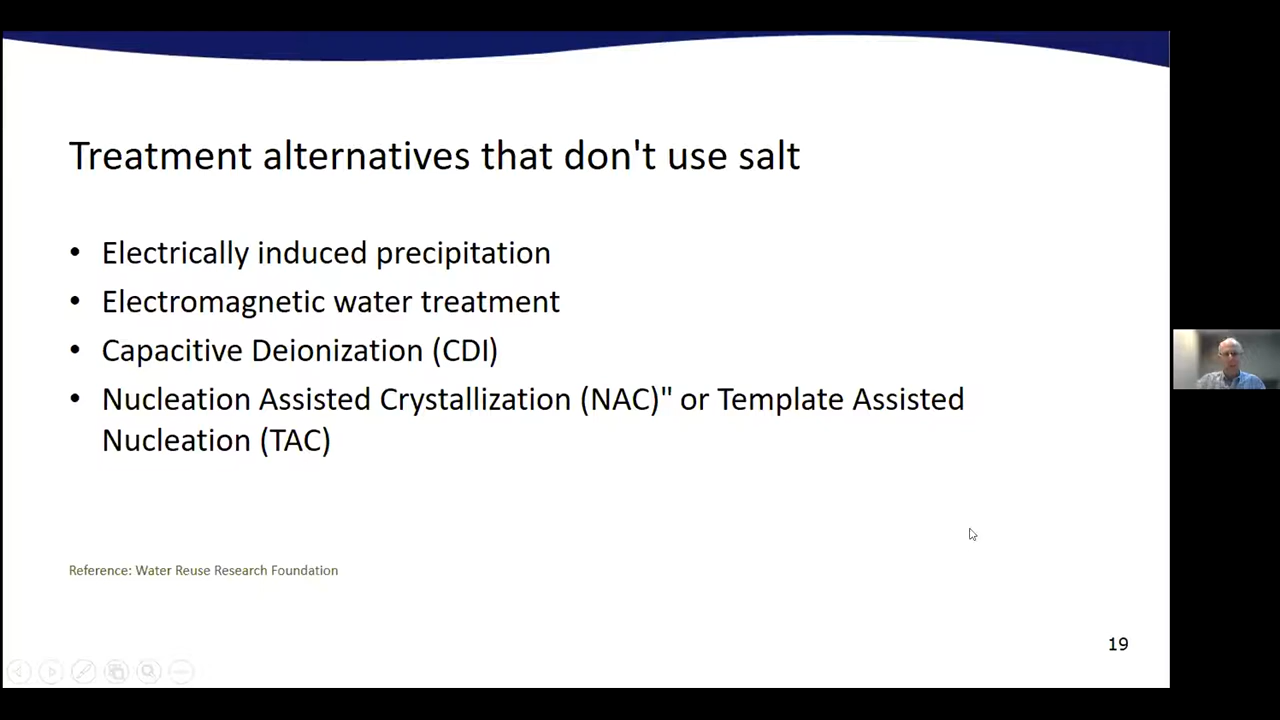 Treatment alternatives that don't use salt
• Electrically induced precipitation
• Electromagnetic water treatment
• Capacitive Deionization (CDI)
• Nucleation Assisted Crystallization (NAC)" or Template Assisted
Nucleation (TAC)
Reference: Water Reuse Research Foundation
19